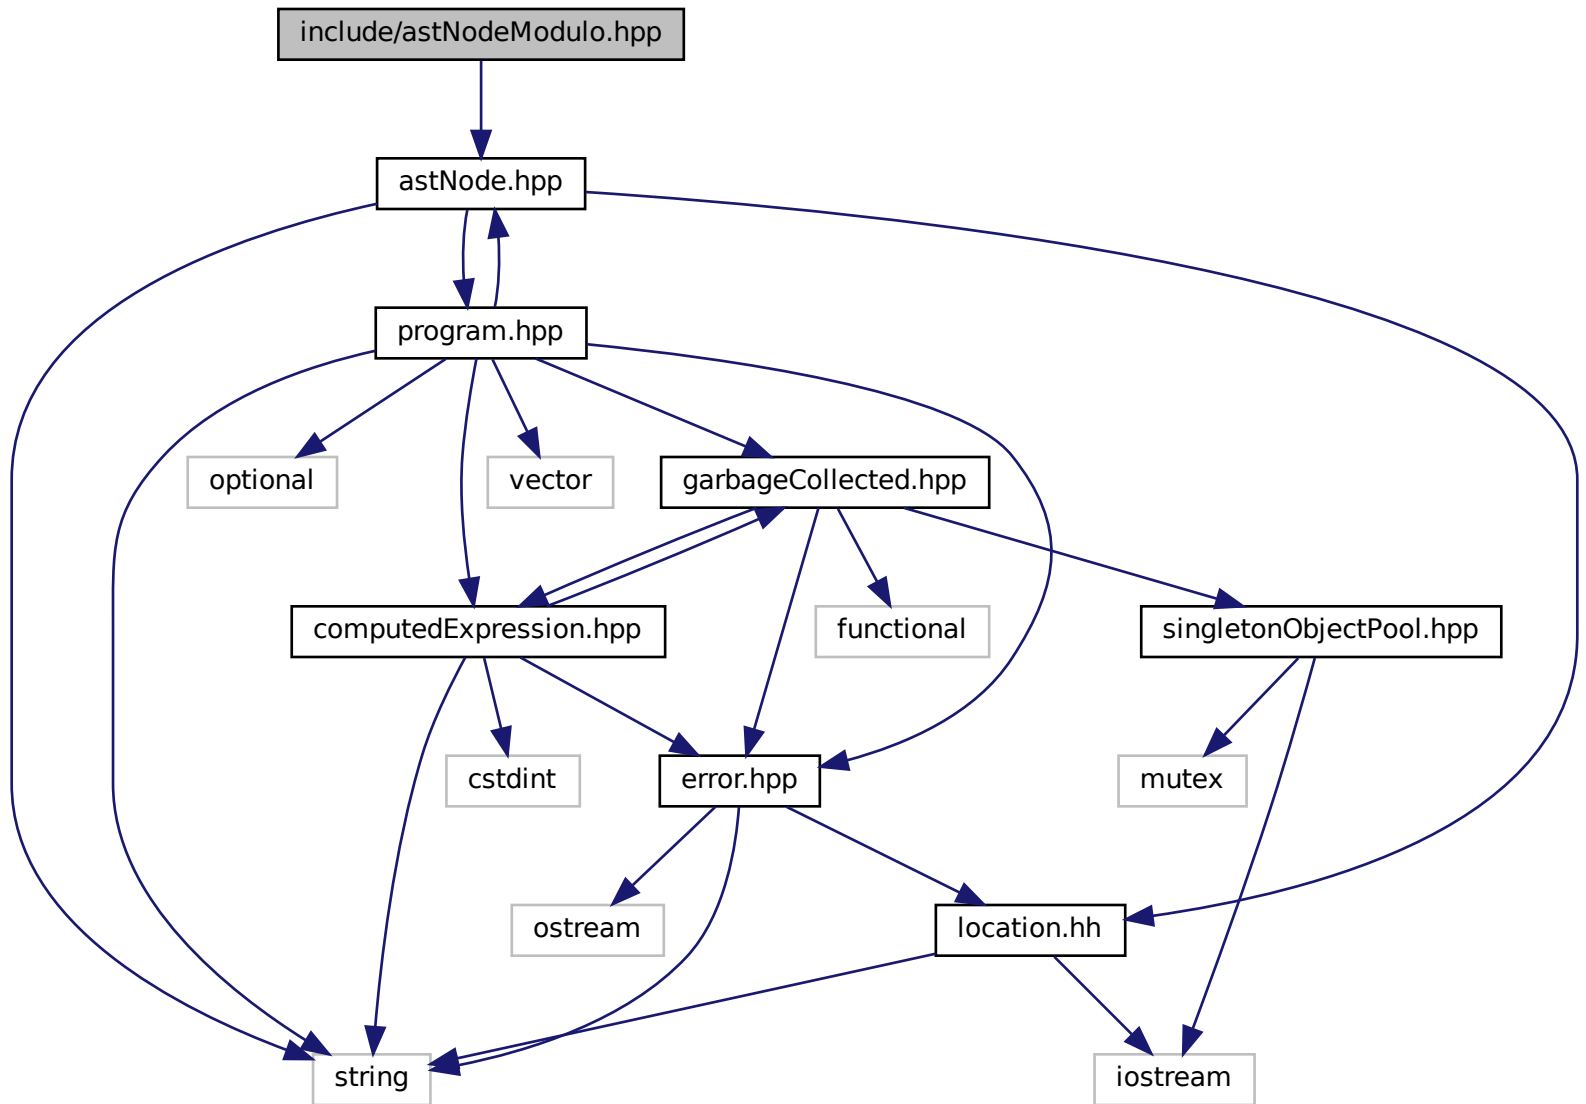 include/astNodeModulo.hpp
astNode.hpp
program.hpp
optional
vector
garbageCollected.hpp
computedExpression.hpp
functional
singletonObjectPool.hpp
cstdint
error.hpp
mutex
ostream
location.hh
string
iostream